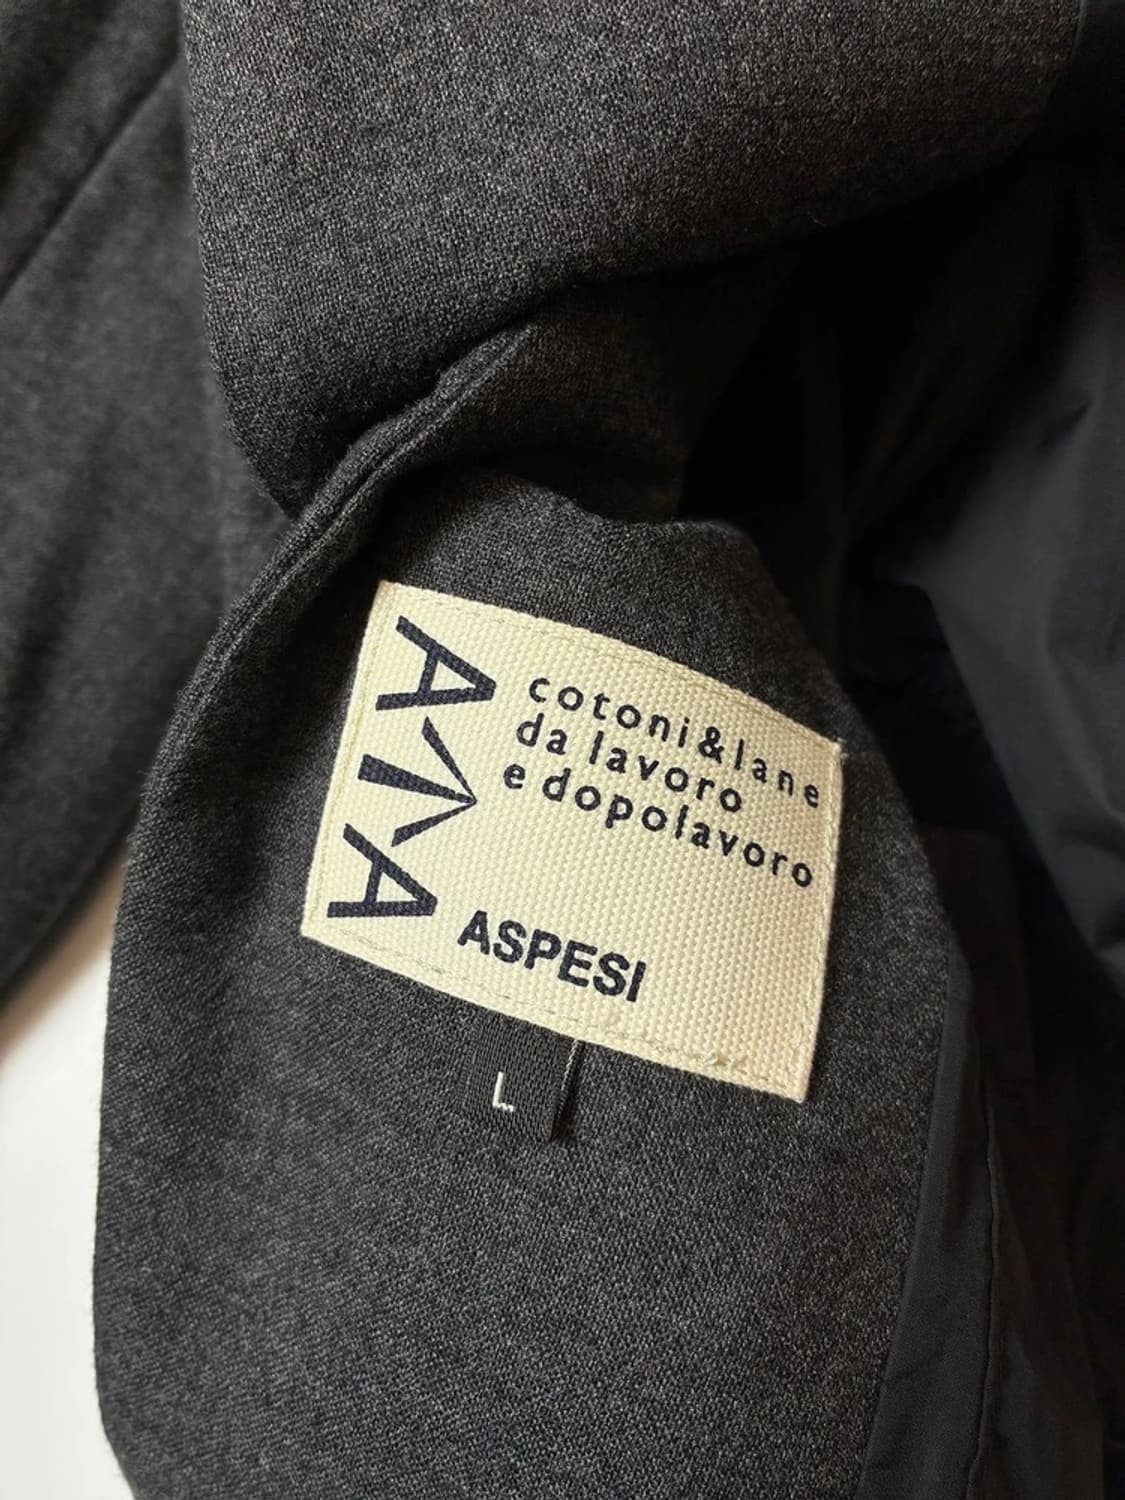 cotoni&lane
da lavoro
e dopolavoro
ASPESI
L